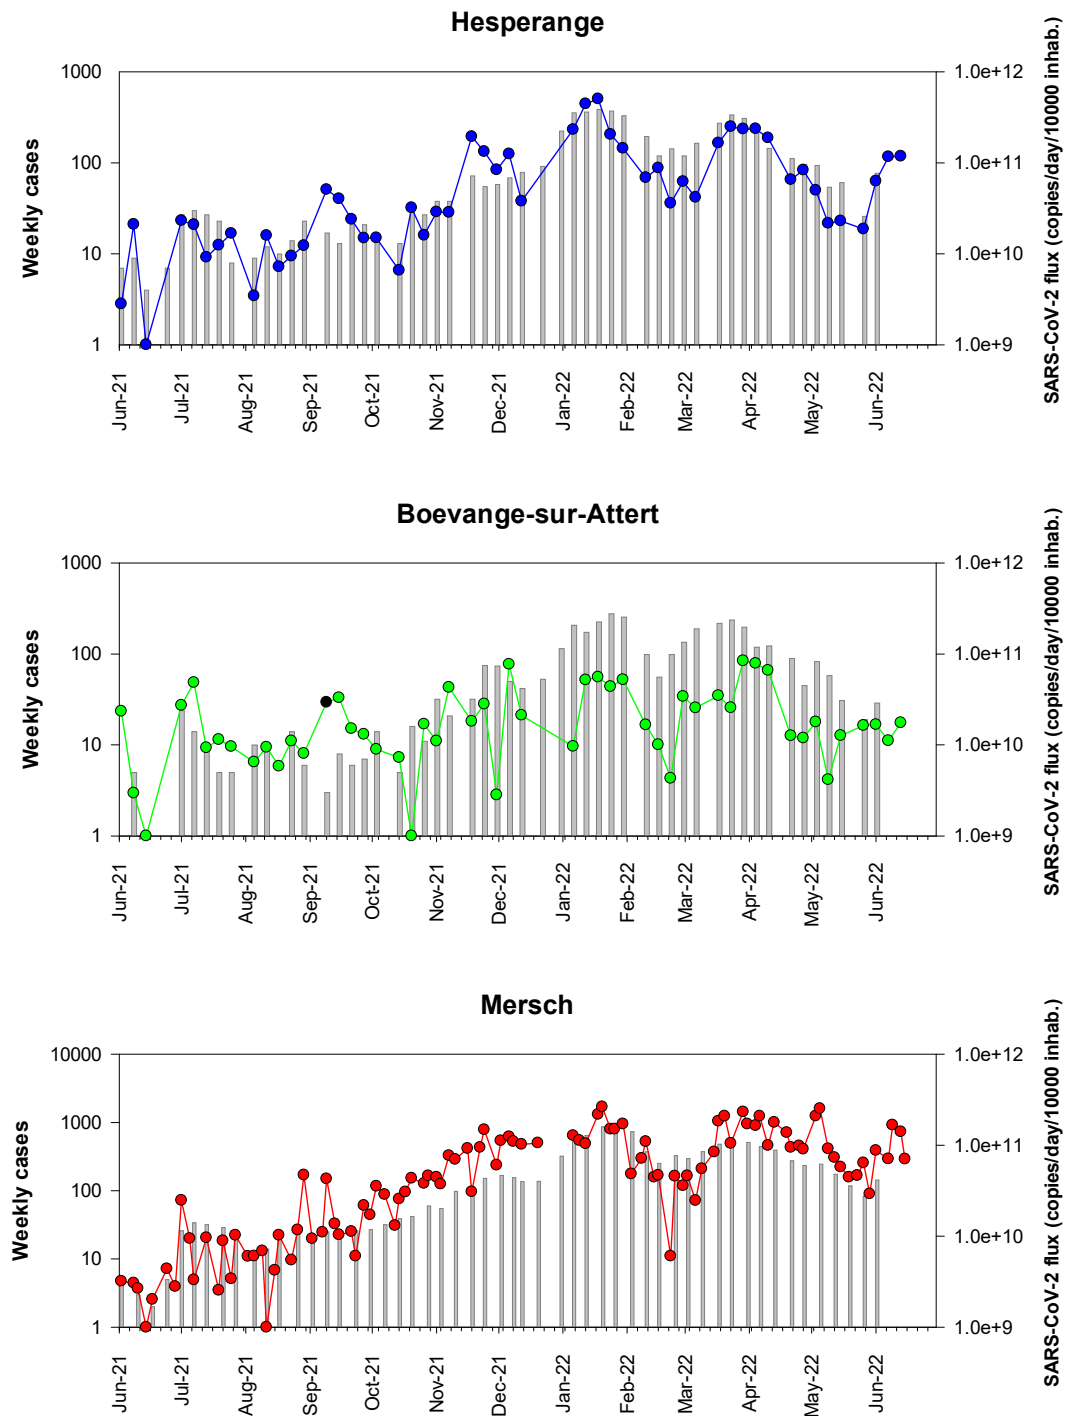 Hesperange
Weekly cases
1000
100
10
1
1.0e+12
1.0e+11
1.0e+10
1.0e+9
SARS-CoV-2 flux (copies/day/10000 inhab.)
Jun-21
Jul-21
Aug-21
Sep-21
Oct-21
Nov-21
Dec-21
Jan-22
Feb-22
Mar-22
Apr-22
May-22
Jun-22
Boevange-sur-Attert
Weekly cases
1000
100
10
1
1.0e+12
1.0e+11
1.0e+10
1.0e+9
SARS-CoV-2 flux (copies/day/10000 inhab.)
Jun-21
Jul-21
Aug-21
Sep-21
Oct-21
Nov-21
Dec-21
Jan-22
Feb-22
Mar-22
Apr-22
May-22
Jun-22
Mersch
Weekly cases
10000
1000
100
10
1
1.0e+12
1.0e+11
1.0e+10
1.0e+9
SARS-CoV-2 flux (copies/day/10000 inhab.)
Jun-21
Jul-21
Aug-21
Sep-21
Oct-21
Nov-21
Dec-21
Jan-22
Feb-22
Mar-22
Apr-22
May-22
Jun-22